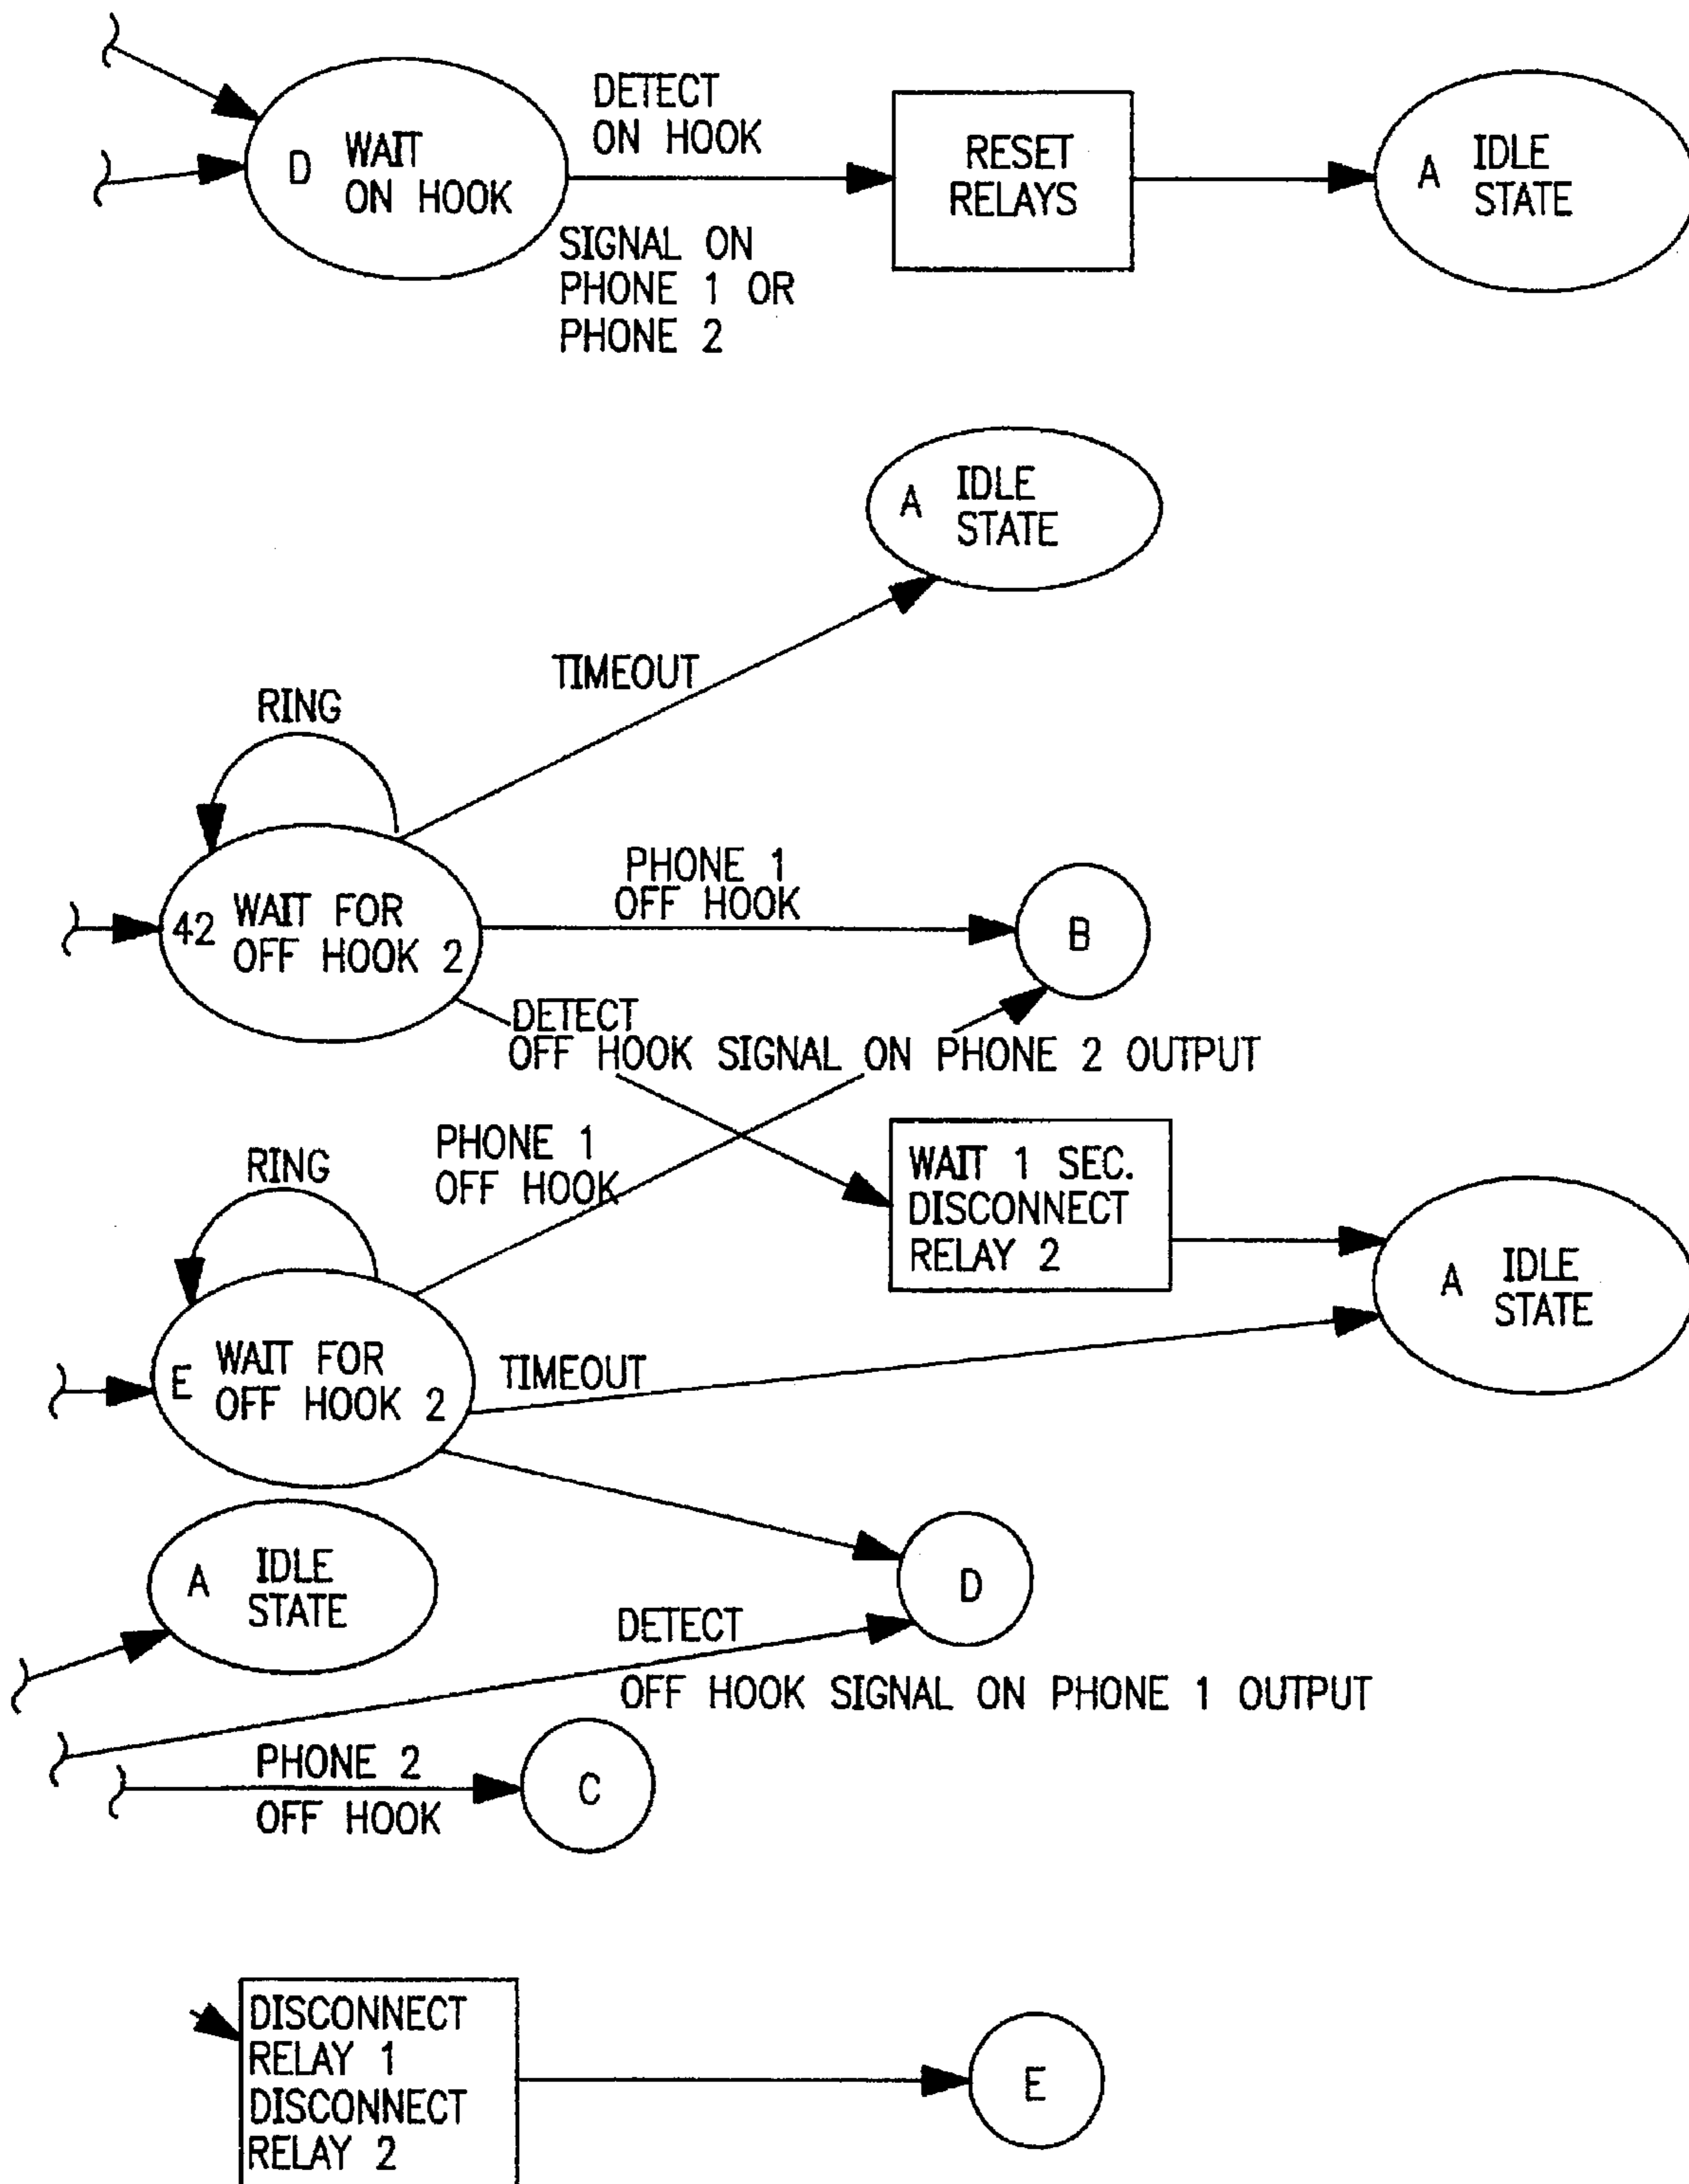 DETECT
ON HOOK
D
WAIT
ON HOOK
RESET
RELAYS
A
IDLE
STATE
SIGNAL ON
PHONE 1 OR
PHONE 2
A
IDLE
STATE
TIMEOUT
RING
PHONE 1
OFF HOOK
42
WAIT FOR
OFF HOOK 2
B
DETECT
OFF HOOK SIGNAL ON PHONE 2 OUTPUT
PHONE 1
OFF HOOK
RING
WAIT 1 SEC.
DISCONNECT
RELAY 2
A
IDLE
STATE
E
WAIT FOR
OFF HOOK 2
TIMEOUT
A
IDLE
STATE
D
DETECT
OFF HOOK SIGNAL ON PHONE 1 OUTPUT
PHONE 2
OFF HOOK
C
DISCONNECT
RELAY 1
DISCONNECT
RELAY 2
E